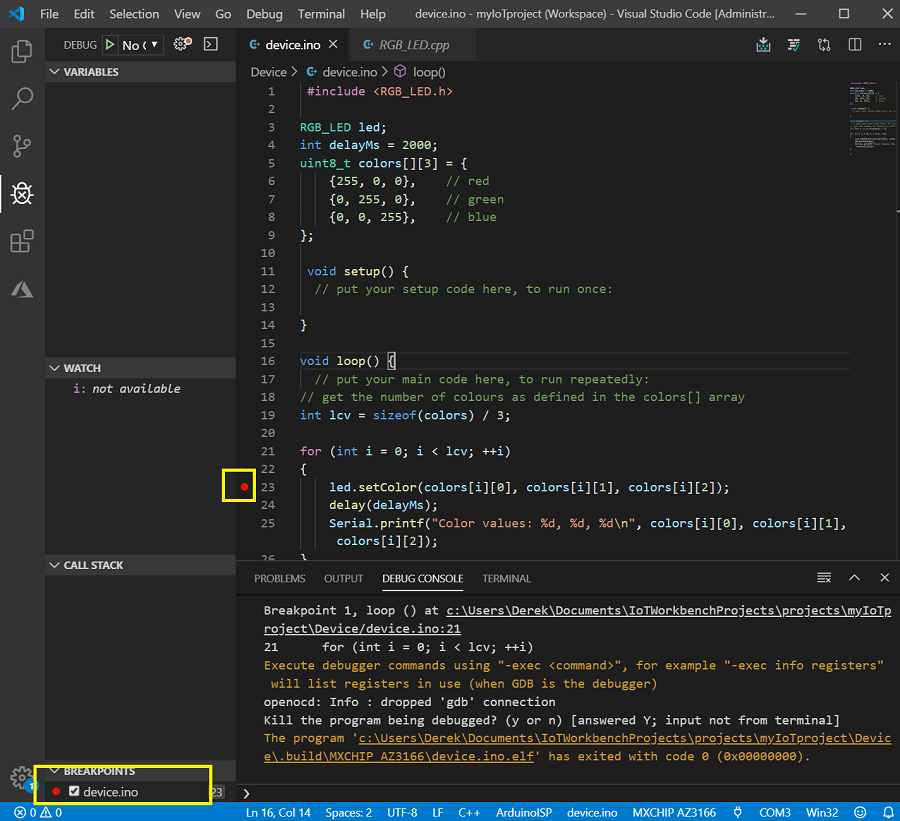 File Edit Selection View Go Debug Terminal Help device.ino - myIoTproject (Workspace) - Visual Studio Code [Administr...
DEBUG No C
device.ino
RGB_LED.cpp
VARIABLES
WATCH
i: not available
CALL STACK
BREAKPOINTS
device.ino 23
1
Device > device.ino > loop()
1 #include <RGB_LED.h>
2
3 RGB_LED led;
4 int delayMs = 2000;
5 uint8_t colors[][3] = {
6 {255, 0, 0}, // red
7 {0, 255, 0}, // green
8 {0, 0, 255}, // blue
9 };
10
11 void setup() {
12 // put your setup code here, to run once:
13
14 }
15
16 void loop() {
17 // put your main code here, to run repeatedly:
18 // get the number of colours as defined in the colors[] array
19 int lcv = sizeof(colors) / 3;
20
21 for (int i = 0; i < lcv; ++i)
22 {
23 led.setColor(colors[i][0], colors[i][1], colors[i][2]);
24 delay(delayMs);
25 Serial.printf("Color values: %d, %d, %d\n", colors[i][0], colors[i][1],
colors[i][2]);
26 }
PROBLEMS OUTPUT DEBUG CONSOLE TERMINAL
Breakpoint 1, loop () at c:\Users\Derek\Documents\IoTWorkbenchProjects\projects\myIoTp
roject\Device/device.ino:21
21 for (int i = 0; i < lcv; ++i)
Execute debugger commands using "-exec <command>", for example "-exec info registers"
will list registers in use (when GDB is the debugger)
openocd: Info : dropped 'gdb' connection
Kill the program being debugged? (y or n) [answered Y; input not from terminal]
The program 'c:\Users\Derek\Documents\IoTWorkbenchProjects\projects\myIoTproject\Devic
e\.build\MXCHIP_AZ3166\device.ino.elf' has exited with code 0 (0x00000000).
0 0 Ln 16, Col 14 Spaces: 2 UTF-8 LF C++ ArduinoISP device.ino MXCHIP AZ3166 COM3 Win32